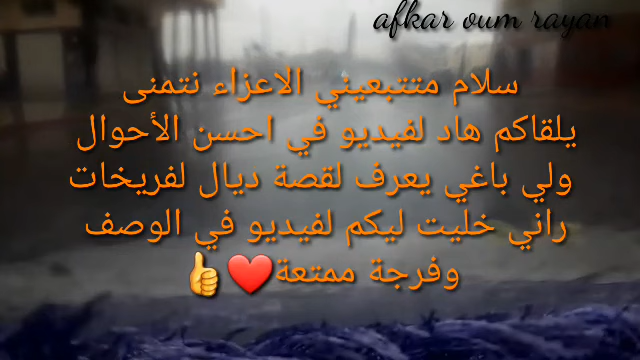 afkar oum rayan
سلام متتبعيني الاعزاء نتمنى
يلقاكم هاد لفيديو في احسن الأحوال
ولي باغي يعرف لقصة ديال لفريخات
راني خليت ليكم لفيديو في الوصف
وفرجة ممتعة❤️👍